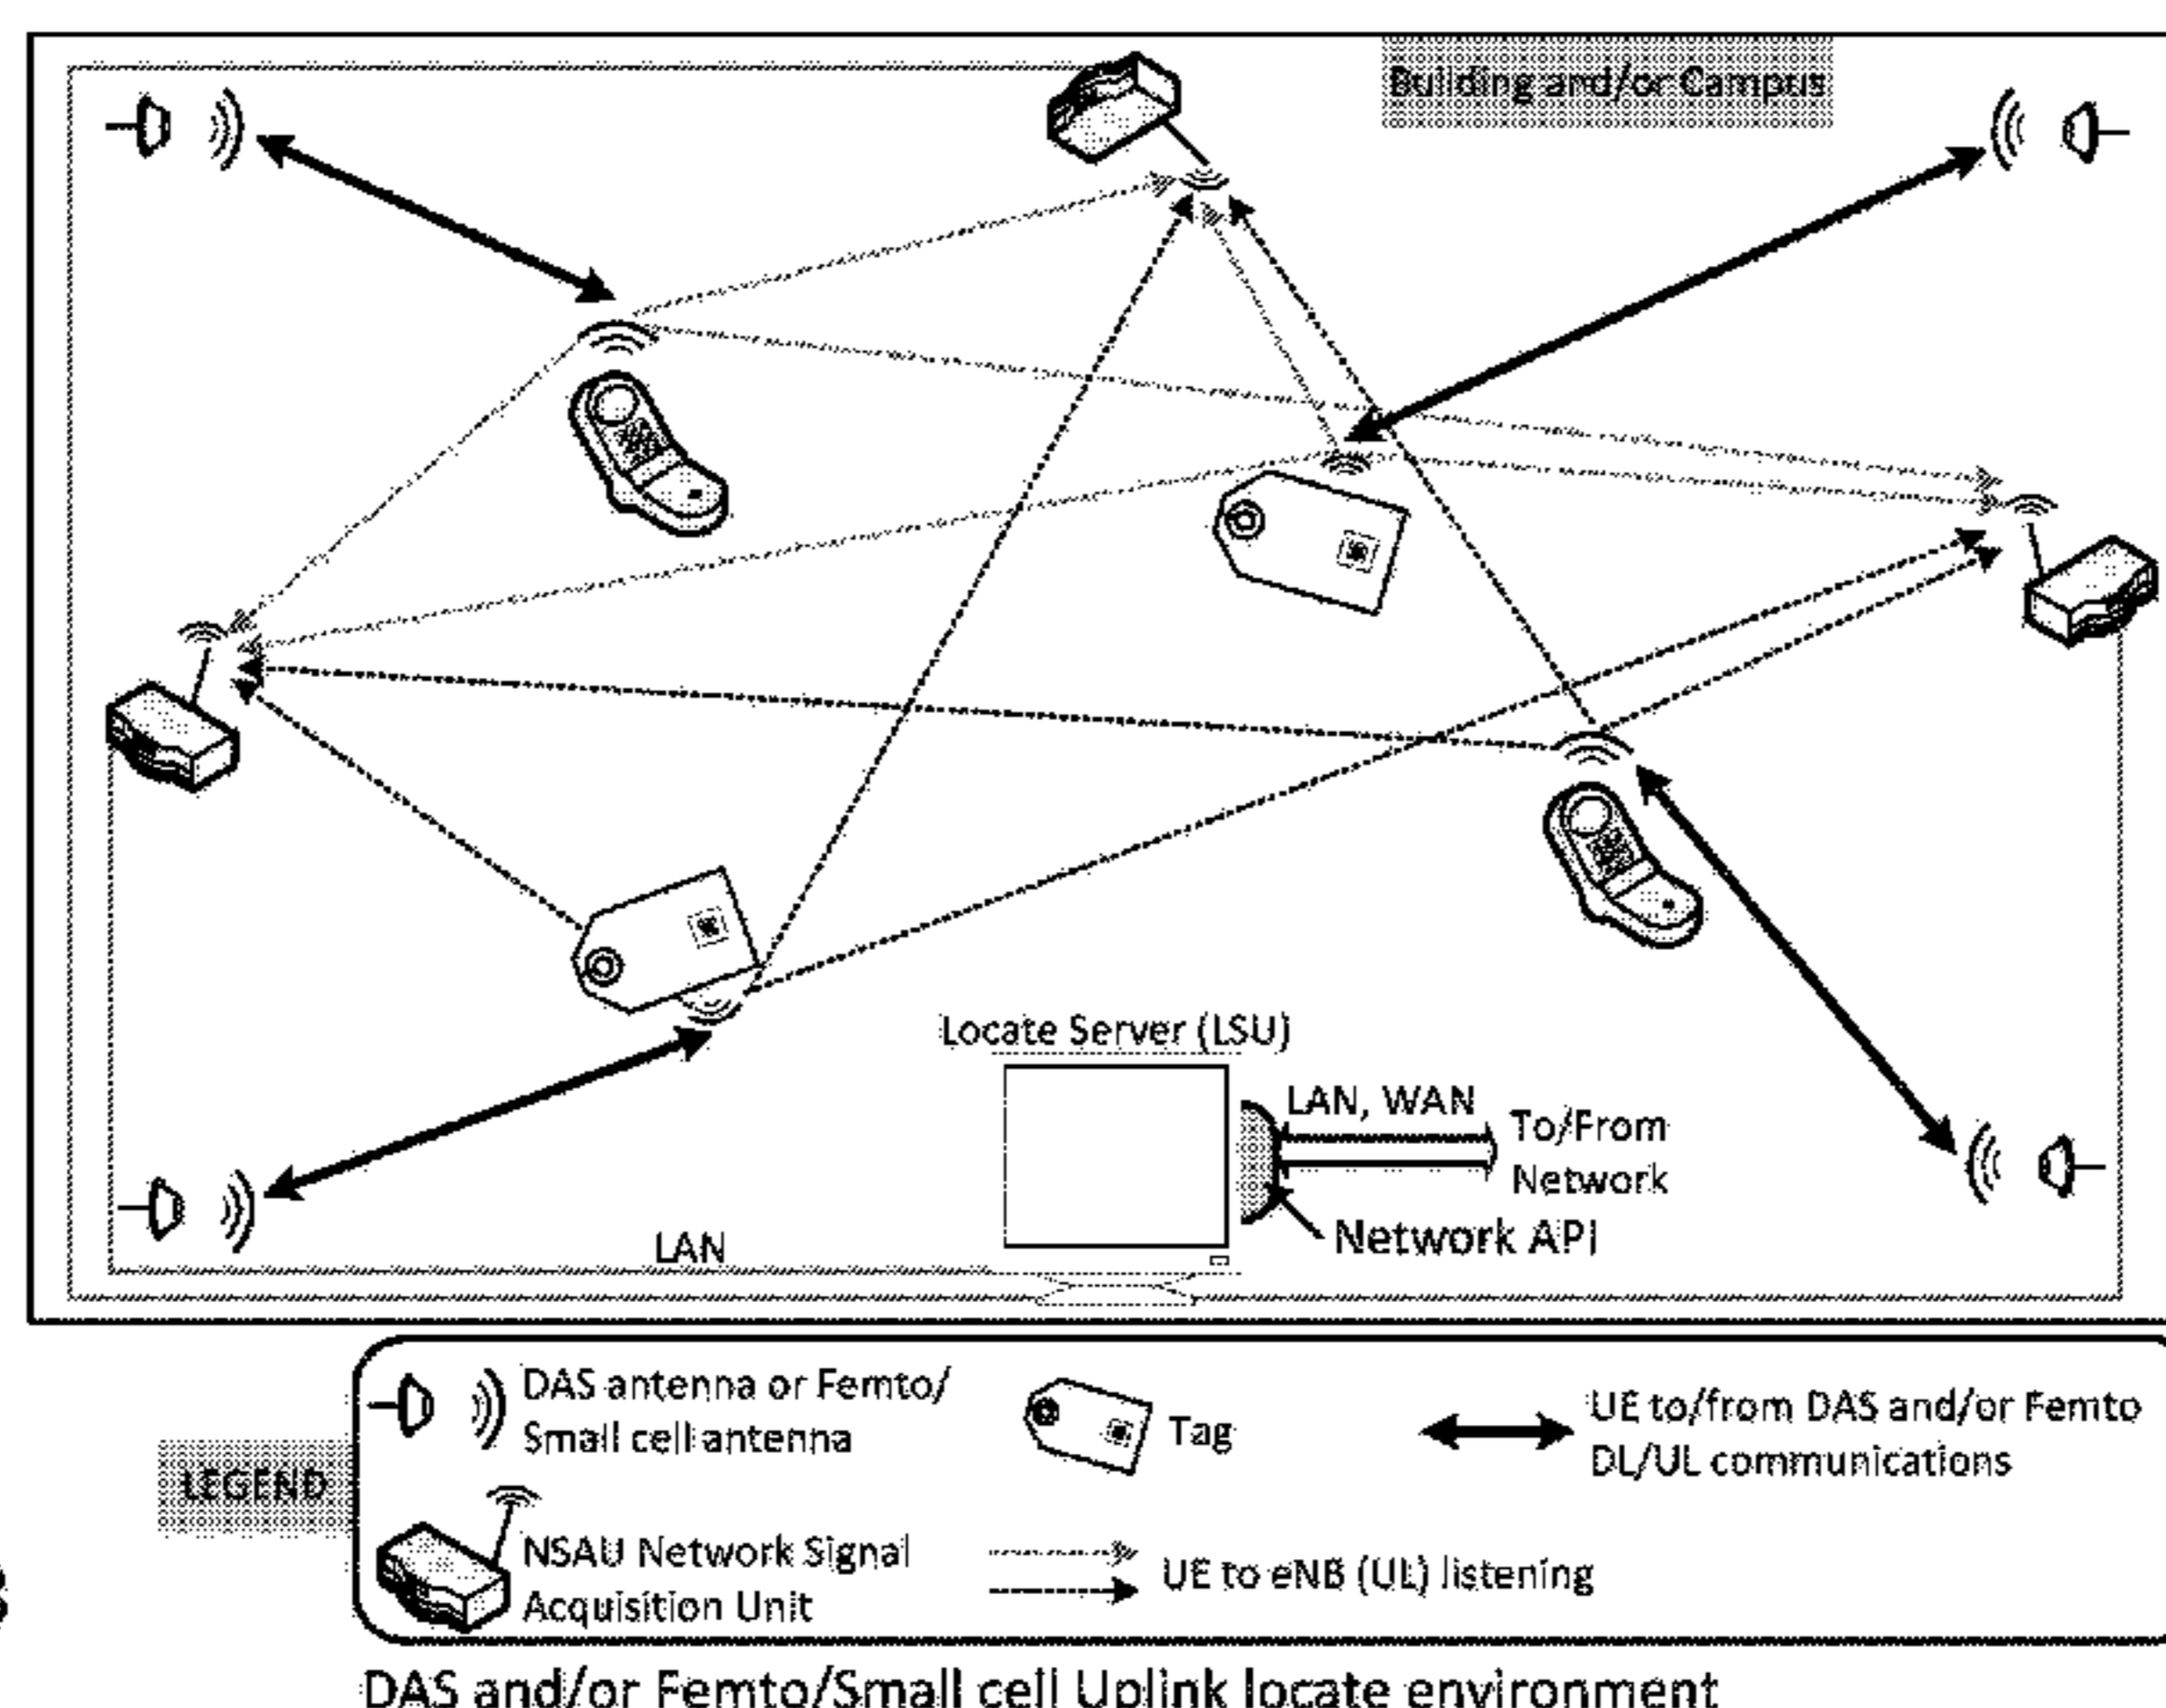 Building and/or Campus
Locate Server (LSU)
LAN, WAN
To/From
Network
Network API
LAN
LEGEND
DAS antenna or Femto/
Small cell antenna
Tag
UE to/from DAS and/or Femto
DL/UL communications
NSAU Network Signal
Acquisition Unit
UE to eNB (UL) listening
DAS and/or Femto/Small cell Uplink locate environment